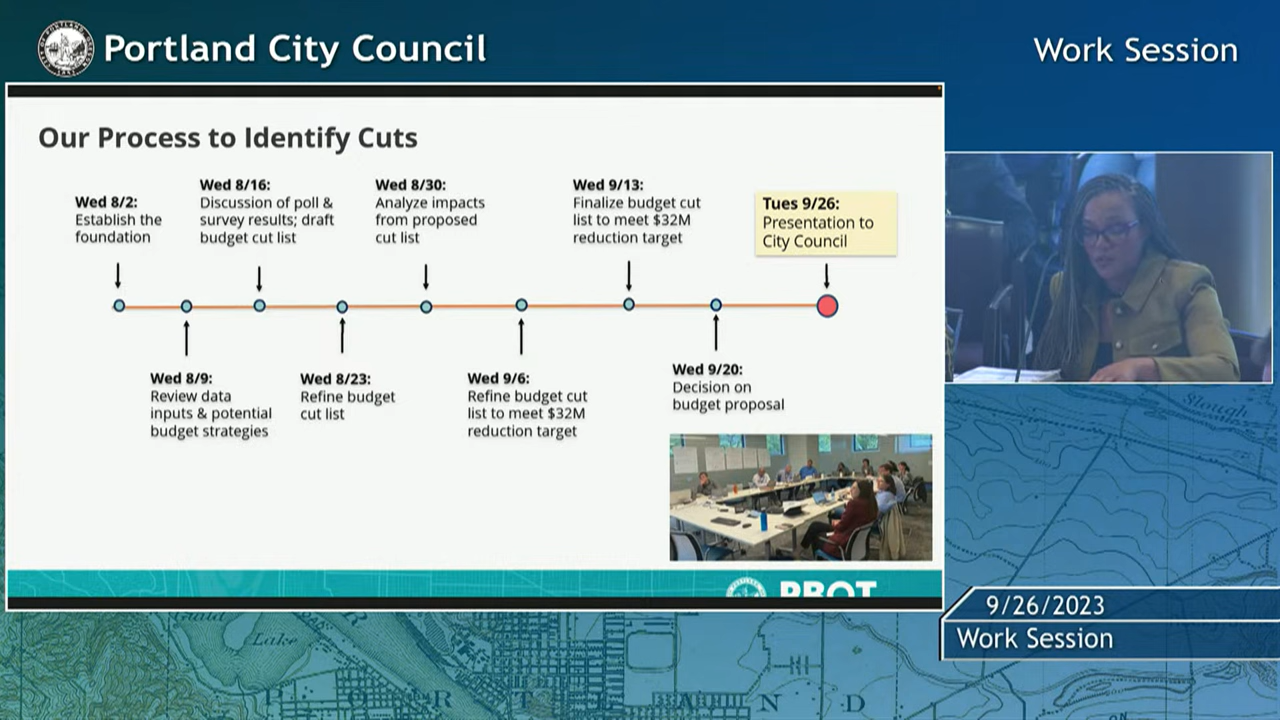 Portland City Council
Work Session
Our Process to Identify Cuts
Wed 8/2:
Establish the
foundation
Wed 8/16:
Discussion of poll &
survey results; draft
budget cut list
Wed 8/30:
Analyze impacts
from proposed
cut list
Wed 9/13:
Finalize budget cut
list to meet $32M
reduction target
Tues 9/26:
Presentation to
City Council
Wed 8/9:
Review data
inputs & potential
budget strategies
Wed 8/23:
Refine budget
cut list
Wed 9/6:
Refine budget cut
list to meet $32M
reduction target
Wed 9/20:
Decision on
budget proposal
PBOT
9/26/2023
Work Session
Slough
Guild
Lake
P O R T L A N D